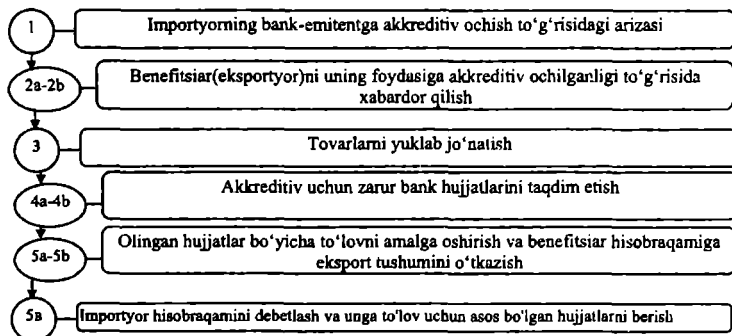 1
Importyorning bank-emitentga akkreditiv ochish to‘g‘risidagi arizasi
2a-2b
Benefitsiar(eksportyor)ni uning foydasiga akkreditiv ochilganligi to‘g‘risida
xabardor qilish
3
Tovarlarni yuklab jo‘natish
4a-4b
Akkreditiv uchun zarur bank hujjatlarini taqdim etish
5a-5b
Olingan hujjatlar bo‘yicha to‘lovni amalga oshirish va benefitsiar hisobraqamiga
eksport tushumini o‘tkazish
5в
Importyor hisobraqamini debetlash va unga to‘lov uchun asos bo‘lgan hujjatlarni berish